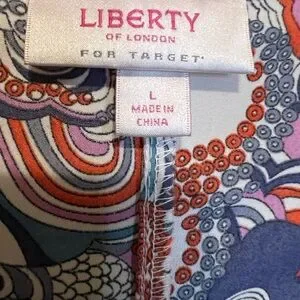 LIBERTY
OF LONDON
FOR TARGET
L
MADE IN
CHINA